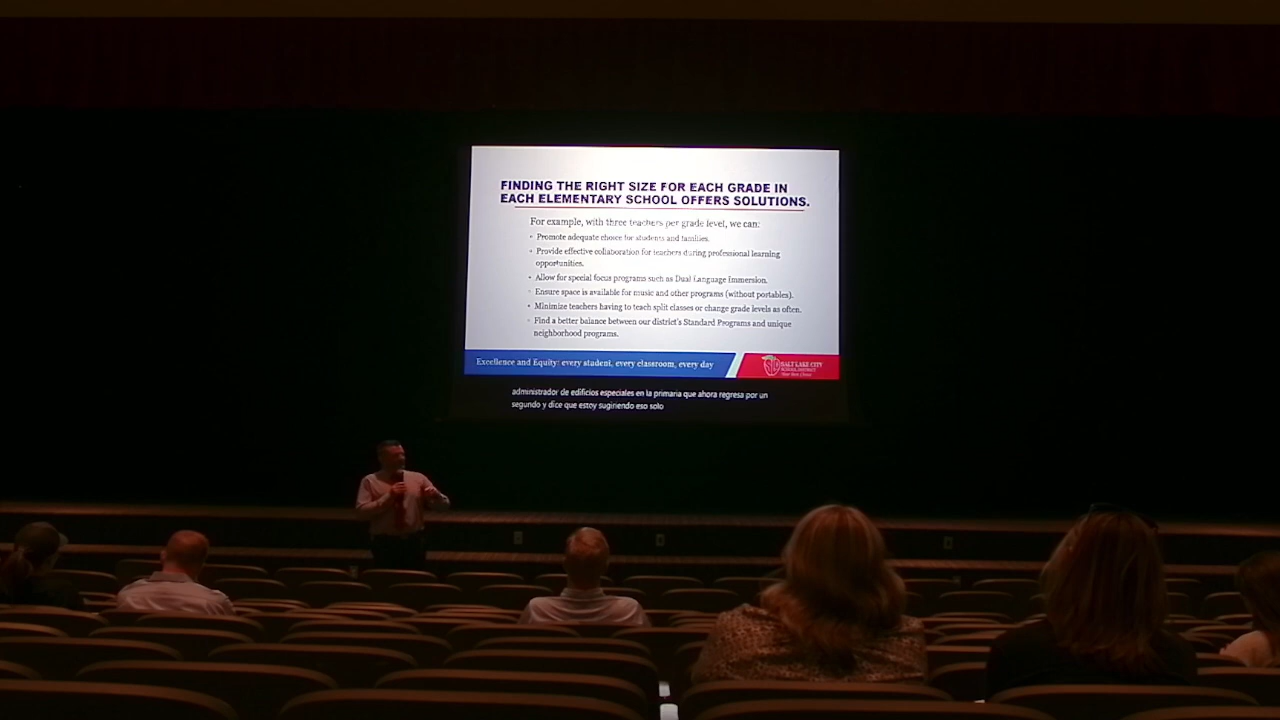 FINDING THE RIGHT SIZE FOR EACH GRADE IN
EACH ELEMENTARY SCHOOL OFFERS SOLUTIONS.
For example, with three teachers per grade level, we can:
• Promote adequate choice for students and families.
• Provide effective collaboration for teachers during professional learning
opportunities.
• Allow for special focus programs such as Dual Language Immersion.
• Ensure space is available for music and other programs (without portables).
• Minimize teachers having to teach split classes or change grade levels as often.
• Find a better balance between our district's Standard Programs and unique
neighborhood programs.
Excellence and Equity: every student, every classroom, every day
SALT LAKE CITY
SCHOOL DISTRICT
administrador de edificios especiales en la primaria que ahora regresa por un
segundo y dice que estoy sugiriendo eso solo